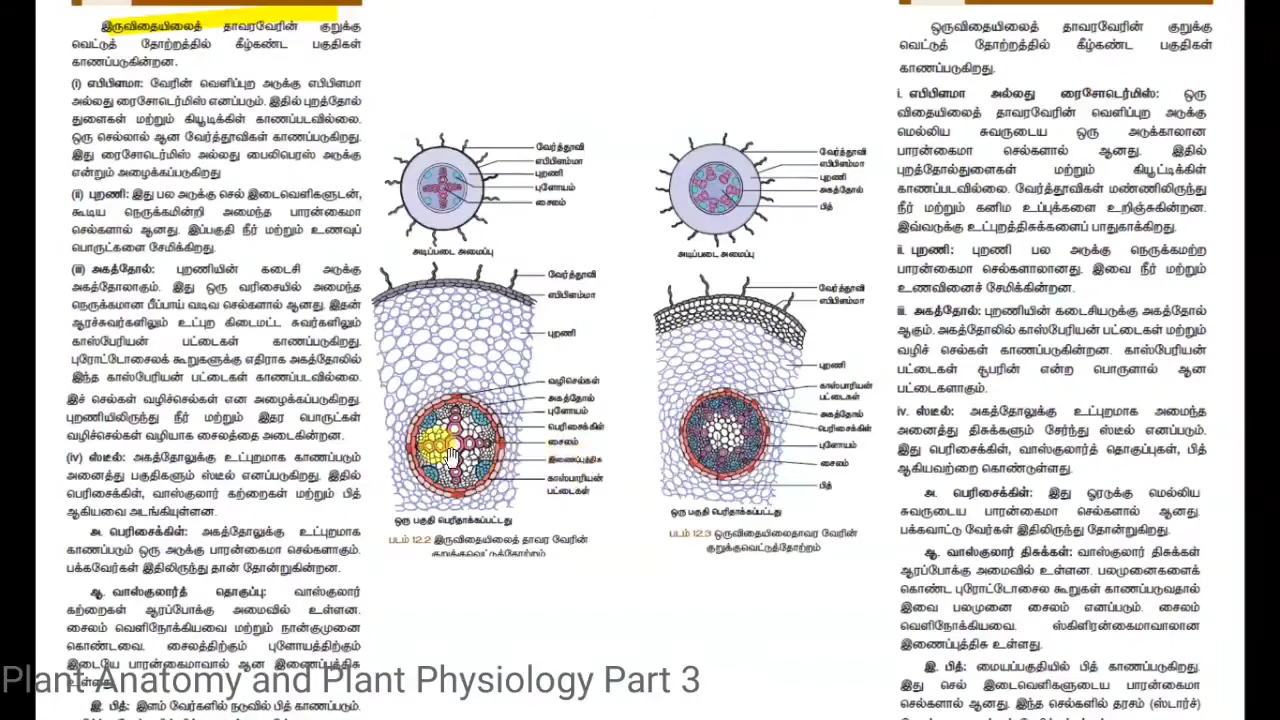 இருவிதையிலைத் தாவரவேரின் குறுக்கு
வெட்டுத் தோற்றத்தில் கீழ்கண்ட பகுதிகள்
காணப்படுகின்றன.
(i) எபிபிளமா: வேரின் வெளிப்புற அடுக்கு எபிபிளமா
அல்லது ரைசோடெர்மிஸ் எனப்படும். இதில் புறத்தோல்
துளைகள் மற்றும் கியூடிக்கிள் காணப்படவில்லை.
ஒரு செல்லால் ஆன வேர்த்தூவிகள் காணப்படுகிறது.
இது ரைசோடெர்மிஸ் அல்லது பைலிபெரஸ் அடுக்கு
என்றும் அழைக்கப்படுகிறது
(ii) புறணி: இது பல அடுக்கு செல் இடைவெளிகளுடன்,
கூடிய நெருக்கமின்றி அமைந்த பாரன்கைமா
செல்களால் ஆனது. இப்பகுதி நீர் மற்றும் உணவுப்
பொருட்களை சேமிக்கிறது.
(iii) அகத்தோல்: புறணியின் கடைசி அடுக்கு
அகத்தோலாகும். இது ஒரு வரிசையில் அமைந்த
நெருக்கமான பீப்பாய் வடிவ செல்களால் ஆனது. இதன்
ஆரச்சுவர்களிலும் உட்புற கிடைமட்ட சுவர்களிலும்
காஸ்பேரியன் பட்டைகள் காணப்படுகிறது.
புரோட்டோசைலக் கூறுகளுக்கு எதிராக அகத்தோலில்
இந்த காஸ்பேரியன் பட்டைகள் காணப்படவில்லை.
இச் செல்கள் வழிச்செல்கள் என அழைக்கப்படுகிறது.
புறணியிலிருந்து நீர் மற்றும் இதர பொருட்கள்
வழிச்செல்கள் வழியாக சைலத்தை அடைகின்றன.
(iv) ஸ்டீல்: அகத்தோலுக்கு உட்புறமாக காணப்படும்
அனைத்து பகுதிகளும் ஸ்டீல் எனப்படுகிறது. இதில்
பெரிசைக்கிள், வாஸ்குலார் கற்றைகள் மற்றும் பித்
ஆகியவை அடங்கியுள்ளன.
அ. பெரிசைக்கிள்: அகத்தோலுக்கு உட்புறமாக
காணப்படும் ஒரு அடுக்கு பாரன்கைமா செல்களாகும்.
பக்கவேர்கள் இதிலிருந்து தான் தோன்றுகின்றன.
ஆ. வாஸ்குலார்த் தொகுப்பு: வாஸ்குலார்
கற்றைகள் ஆரப்போக்கு அமைவில் உள்ளன.
சைலம் வெளிநோக்கியவை மற்றும் நான்குமுனை
கொண்டவை. சைலத்திற்கும் புளோயத்திற்கும்
இடையே பாரன்கைமாவால் ஆன இணைப்புத்திசு
உள்ளது.
இ. பித்: இளம் வேர்களில் நடுவில் பித் காணப்படும்.
வேர்த்தூவி
எபிபிளம்மா
புறணி
புளோயம்
சைலம்
அடிப்படை அமைப்பு
வேர்த்தூவி
எபிபிளம்மா
புறணி
வழிசெல்கள்
அகத்தோல்
புளோயம்
பெரிசைக்கிள்
சைலம்
இணைப்புத்திசு
காஸ்பாரியன்
பட்டைகள்
ஒரு பகுதி பெரிதாக்கப்பட்டது
படம் 12.2 இருவிதையிலைத் தாவர வேரின்
குறுக்குவெட்டுத்தோற்றம்
வேர்த்தூவி
எபிபிளம்மா
புறணி
அகத்தோல்
பித்
அடிப்படை அமைப்பு
வேர்த்தூவி
எபிபிளம்மா
புறணி
காஸ்பாரியன்
பட்டைகள்
அகத்தோல்
பெரிசைக்கிள்
புளோயம்
சைலம்
பித்
ஒரு பகுதி பெரிதாக்கப்பட்டது
படம் 12.3 ஒருவிதையிலைதாவர வேரின்
குறுக்குவெட்டுத்தோற்றம்
ஒருவிதையிலைத் தாவரவேரின் குறுக்கு
வெட்டுத் தோற்றத்தில் கீழ்கண்ட பகுதிகள்
காணப்படுகிறது.
i. எபிபிளமா அல்லது ரைசோடெர்மிஸ்: ஒரு
விதையிலைத் தாவரவேரின் வெளிப்புற அடுக்கு
மெல்லிய சுவருடைய ஒரு அடுக்காலான
பாரன்கைமா செல்களால் ஆனது. இதில்
புறத்தோல்துளைகள் மற்றும் கியூட்டிக்கிள்
காணப்படவில்லை. வேர்த்தூவிகள் மண்ணிலிருந்து
நீர் மற்றும் கனிம உப்புக்களை உறிஞ்சுகின்றன.
இவ்வடுக்கு உட்புறத்திசுக்களைப் பாதுகாக்கிறது.
ii. புறணி: புறணி பல அடுக்கு நெருக்கமற்ற
பாரன்கைமா செல்களாலானது. இவை நீர் மற்றும்
உணவினைச் சேமிக்கின்றன.
iii. அகத்தோல்: புறணியின் கடைசியடுக்கு அகத்தோல்
ஆகும். அகத்தோலில் காஸ்பேரியன் பட்டைகள் மற்றும்
வழிச் செல்கள் காணப்படுகின்றன. காஸ்பேரியன்
பட்டைகள் சூபரின் என்ற பொருளால் ஆன
பட்டைகளாகும்.
iv. ஸ்டீல்: அகத்தோலுக்கு உட்புறமாக அமைந்த
அனைத்து திசுக்களும் சேர்ந்து ஸ்டீல் எனப்படும்.
இது பெரிசைக்கிள், வாஸ்குலார் தொகுப்புகள், பித்
ஆகியவற்றை கொண்டுள்ளது.
அ. பெரிசைக்கிள்: இது ஓரடுக்கு மெல்லிய
சுவருடைய பாரன்கைமா செல்களால் ஆனது.
பக்கவாட்டு வேர்கள் இதிலிருந்து தோன்றுகிறது.
ஆ. வாஸ்குலார் திசுக்கள்: வாஸ்குலார் திசுக்கள்
ஆரப்போக்கு அமைவில் உள்ளன. பலமுனைகளைக்
கொண்ட புரோட்டோசைல கூறுகள் காணப்படுவதால்
இவை பலமுனை சைலம் எனப்படும். சைலம்
வெளிநோக்கியவை. ஸ்கிளிரன்கைமாவாலான
இணைப்புத்திசு உள்ளது.
இ. பித்: மையப்பகுதியில் பித் காணப்படுகிறது.
இது செல் இடைவெளிகளுடைய பாரன்கைமா
செல்களால் ஆனது. இந்த செல்களில் தரசம் (ஸ்டார்ச்)
Plant Anatomy and Plant Physiology Part 3